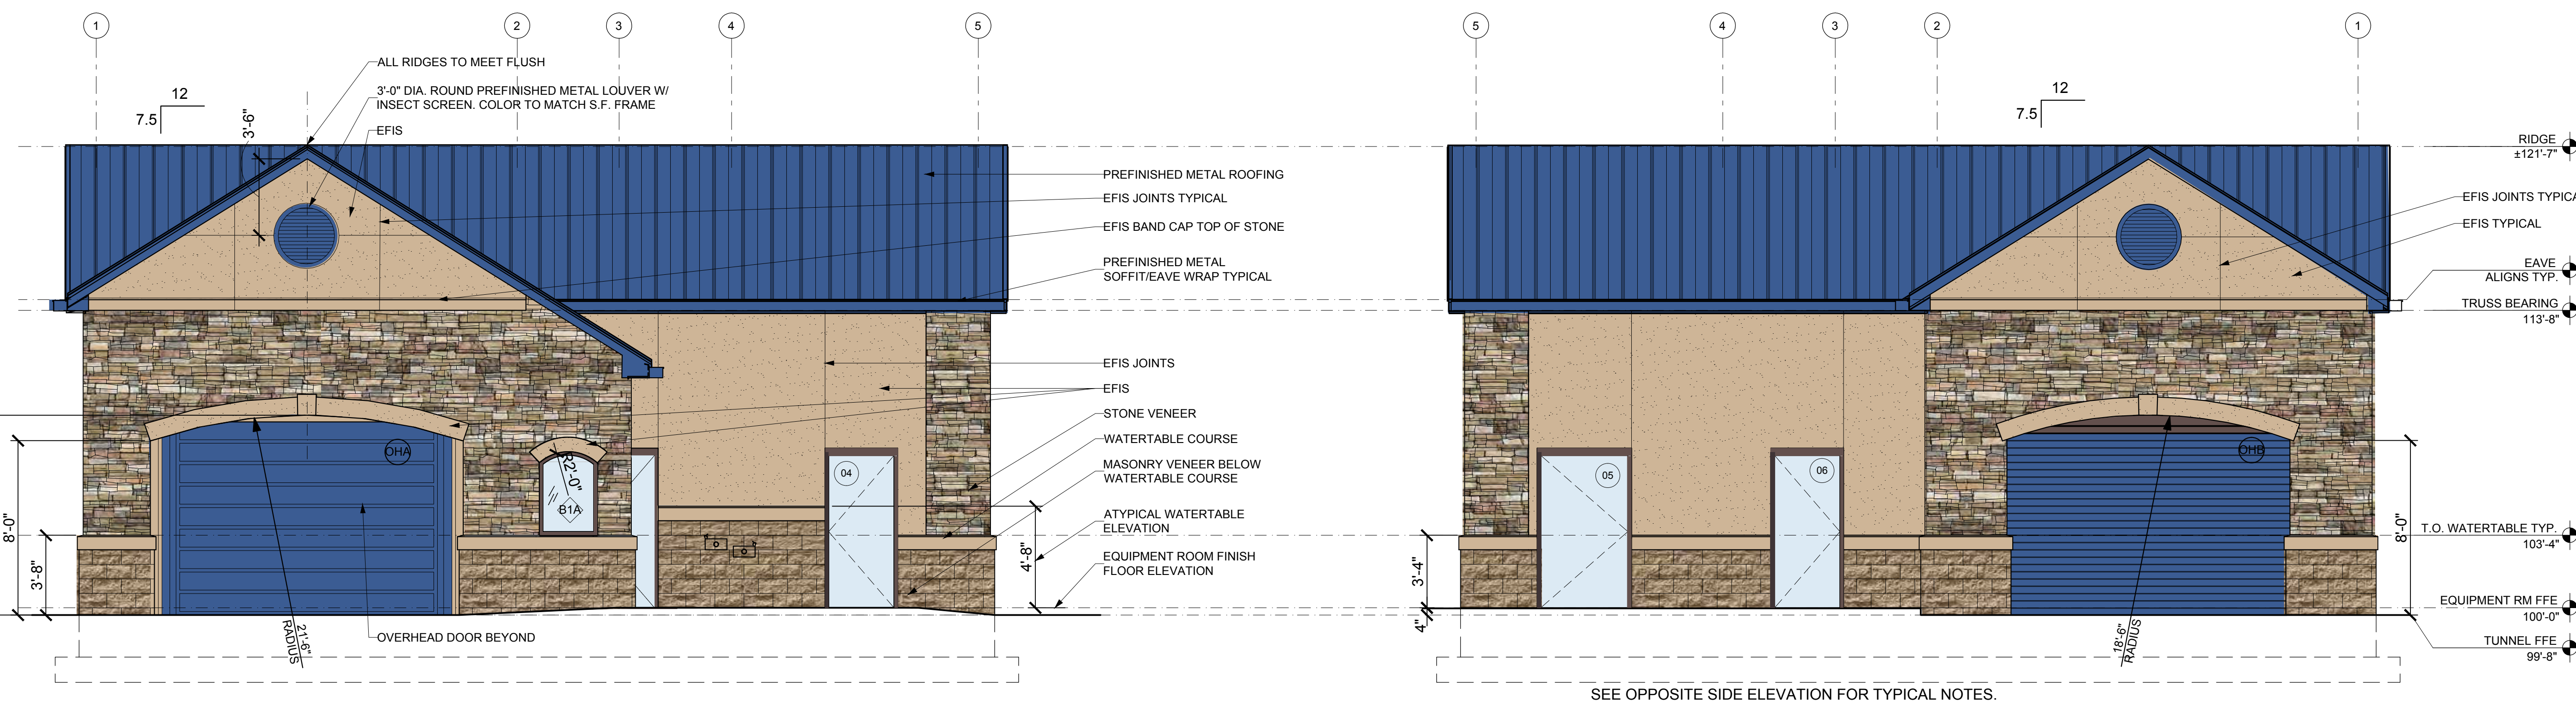 1
2
3
4
5
5
4
3
2
1
ALL RIDGES TO MEET FLUSH
3'-0" DIA. ROUND PREFINISHED METAL LOUVER W/
INSECT SCREEN. COLOR TO MATCH S.F. FRAME
EFIS
12
7.5
3'-6"
PREFINISHED METAL ROOFING
EFIS JOINTS TYPICAL
EFIS BAND CAP TOP OF STONE
PREFINISHED METAL
SOFFIT/EAVE WRAP TYPICAL
EFIS JOINTS
EFIS
STONE VENEER
WATERTABLE COURSE
MASONRY VENEER BELOW
WATERTABLE COURSE
ATYPICAL WATERTABLE
ELEVATION
EQUIPMENT ROOM FINISH
FLOOR ELEVATION
OHA
R2'-0"
B1A
04
8'-0"
3'-8"
4'-8"
21'-6"
RADIUS
OVERHEAD DOOR BEYOND
12
7.5
RIDGE
±121'-7"
EFIS JOINTS TYPICA
EFIS TYPICAL
EAVE
ALIGNS TYP.
TRUSS BEARING
113'-8"
05
06
OHB
8'-0"
3'-4"
4"
18'-6"
RADIUS
T.O. WATERTABLE TYP.
103'-4"
EQUIPMENT RM FFE
100'-0"
TUNNEL FFE
99'-8"
SEE OPPOSITE SIDE ELEVATION FOR TYPICAL NOTES.